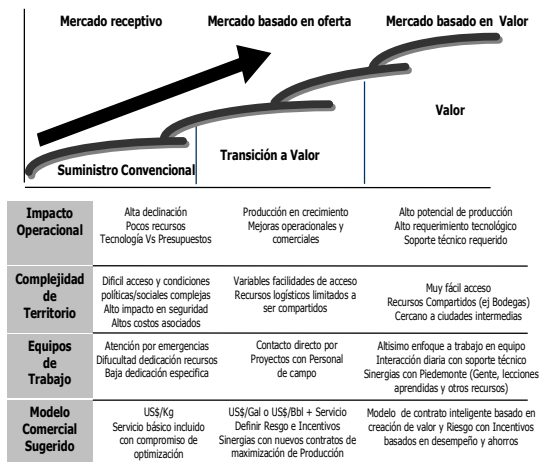 Mercado receptivo
Mercado basado en oferta
Mercado basado en Valor
Suministro Convencional
Transición a Valor
Valor
Impacto
Operacional
Alta declinación
Pocos recursos
Tecnología Vs Presupuestos
Producción en crecimiento
Mejoras operacionales y
comerciales
Alto potencial de producción
Alto requerimiento tecnológico
Soporte técnico requerido
Complejidad
de
Territorio
Dificil acceso y condiciones
políticas/sociales complejas
Alto impacto en seguridad
Altos costos asociados
Variables facilidades de acceso
Recursos logísticos limitados a
ser compartidos
Muy fácil acceso
Recursos Compartidos (ej Bodegas)
Cercano a ciudades intermedias
Equipos
de
Trabajo
Atención por emergencias
Difucultad dedicación recursos
Baja dedicación especifica
Contacto directo por
Proyectos con Personal
de campo
Altisimo enfoque a trabajo en equipo
Interacción diaria con soporte técnico
Sinergias con Piedemonte (Gente, lecciones
aprendidas y otros recursos)
Modelo
Comercial
Sugerido
US$/Kg
Servicio básico incluido
con compromiso de
optimización
US$/Gal o US$/Bbl + Servicio
Definir Resgo e Incentivos
Sinergias con nuevos contratos de
maximización de Producción
Modelo de contrato inteligente basado en
creación de valor y Riesgo con Incentivos
basados en desempeño y ahorros